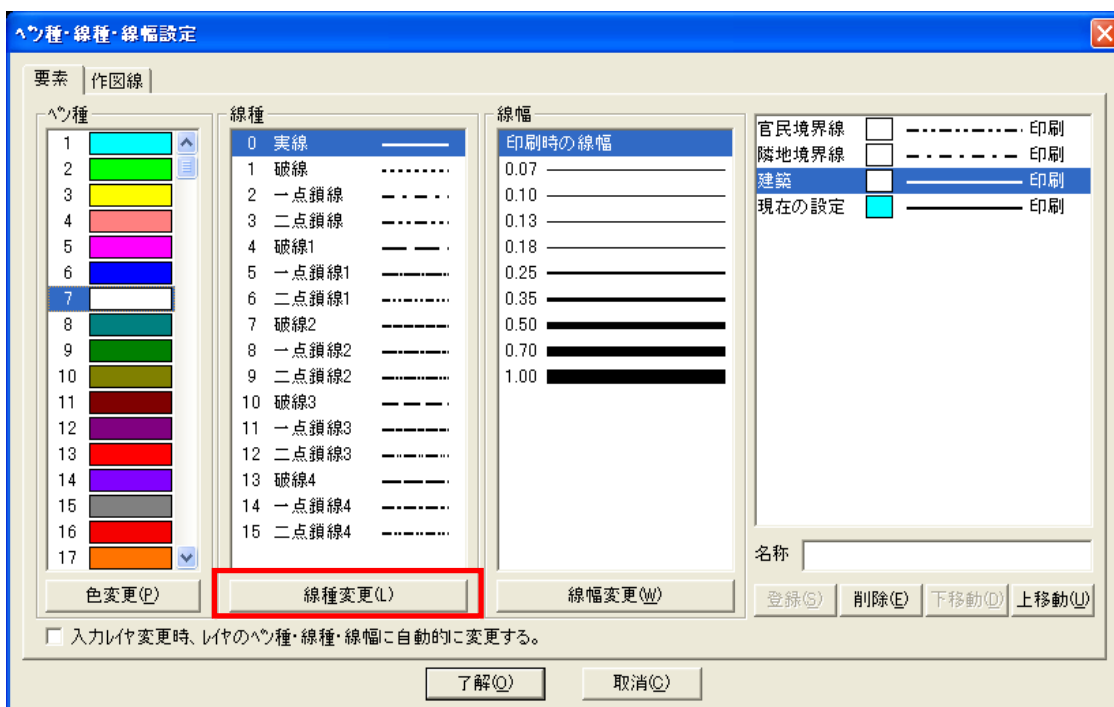 ﾍﾟﾝ種・線種・線幅設定
要素
作図線
ﾍﾟﾝ種
1
2
3
4
5
6
7
8
9
10
11
12
13
14
15
16
17
色変更(P)
線種
0 実線
1 破線
2 一点鎖線
3 二点鎖線
4 破線1
5 一点鎖線1
6 二点鎖線1
7 破線2
8 一点鎖線2
9 二点鎖線2
10 破線3
11 一点鎖線3
12 二点鎖線3
13 破線4
14 一点鎖線4
15 二点鎖線4
線種変更(L)
線幅
印刷時の線幅
0.07
0.10
0.13
0.18
0.25
0.35
0.50
0.70
1.00
線幅変更(W)
官民境界線 印刷
隣地境界線 印刷
建築 印刷
現在の設定 印刷
名称
登録(S) 削除(E) 下移動(D) 上移動(U)
入力ﾚｲﾔ変更時、ﾚｲﾔのﾍﾟﾝ種・線種・線幅に自動的に変更する。
了解(O) 取消(C)